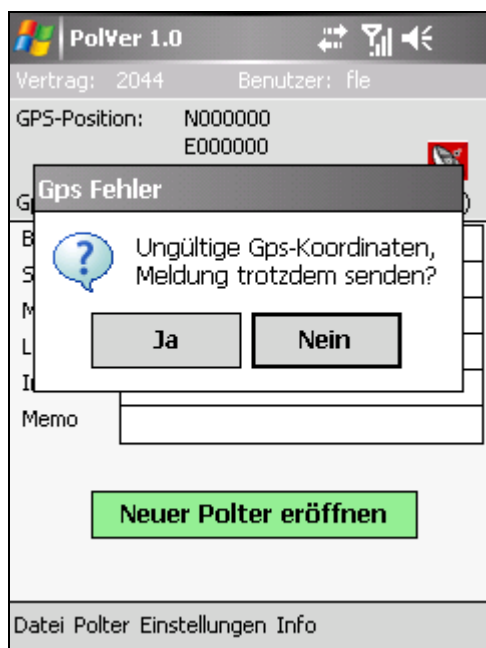 PolVer 1.0
Vertrag: 2044 Benutzer: fle
GPS-Position: N000000
E000000
Gps Fehler
Ungültige Gps-Koordinaten,
Meldung trotzdem senden?
Ja Nein
Memo
Neuer Polter eröffnen
Datei Polter Einstellungen Info